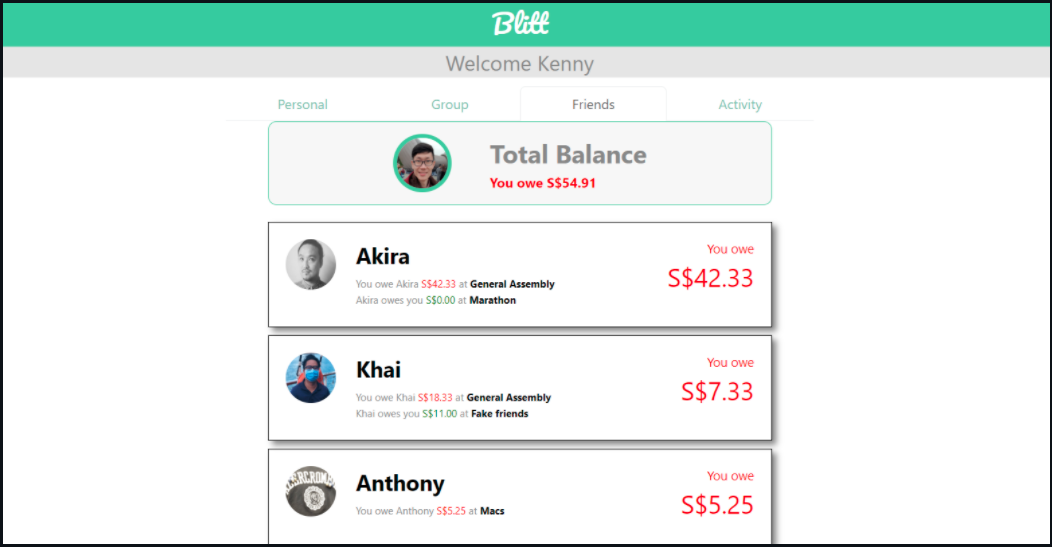 Blitt
Welcome Kenny
Personal Group Friends Activity
Total Balance
You owe S$54.91
Akira
You owe Akira S$42.33 at General Assembly
Akira owes you S$0.00 at Marathon
You owe
S$42.33
Khai
You owe Khai S$18.33 at General Assembly
Khai owes you S$11.00 at Fake friends
You owe
S$7.33
Anthony
You owe Anthony S$5.25 at Macs
You owe
S$5.25